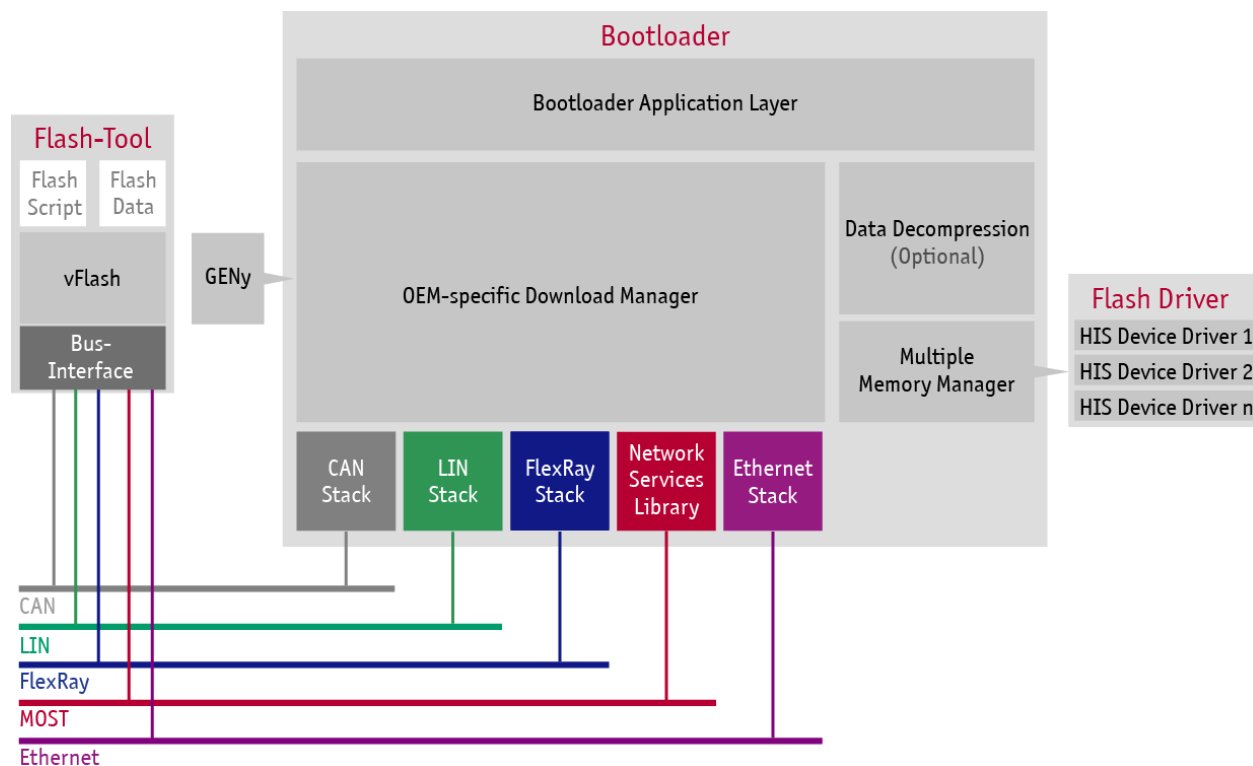 Bootloader
Bootloader Application Layer
Flash-Tool
Flash
Script
Flash
Data
vFlash
Bus-
Interface
GENy
OEM-specific Download Manager
Data Decompression
(Optional)
Multiple
Memory Manager
Flash Driver
HIS Device Driver 1
HIS Device Driver 2
HIS Device Driver n
CAN
Stack
LIN
Stack
FlexRay
Stack
Network
Services
Library
Ethernet
Stack
CAN
LIN
FlexRay
MOST
Ethernet